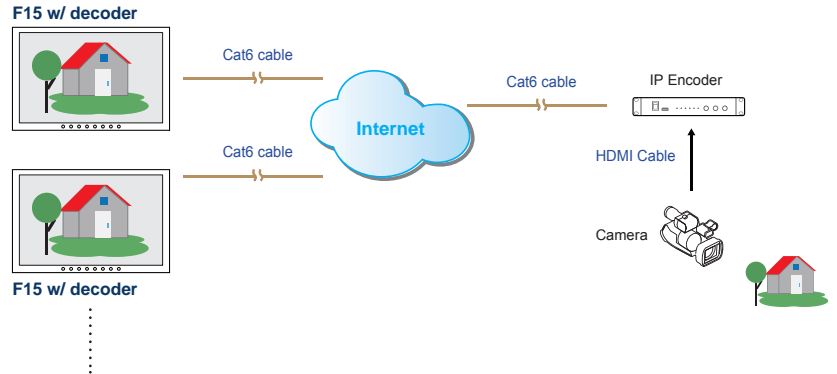 F15 w/ decoder
Cat6 cable
Cat6 cable
IP Encoder
Internet
Cat6 cable
HDMI Cable
Camera
F15 w/ decoder